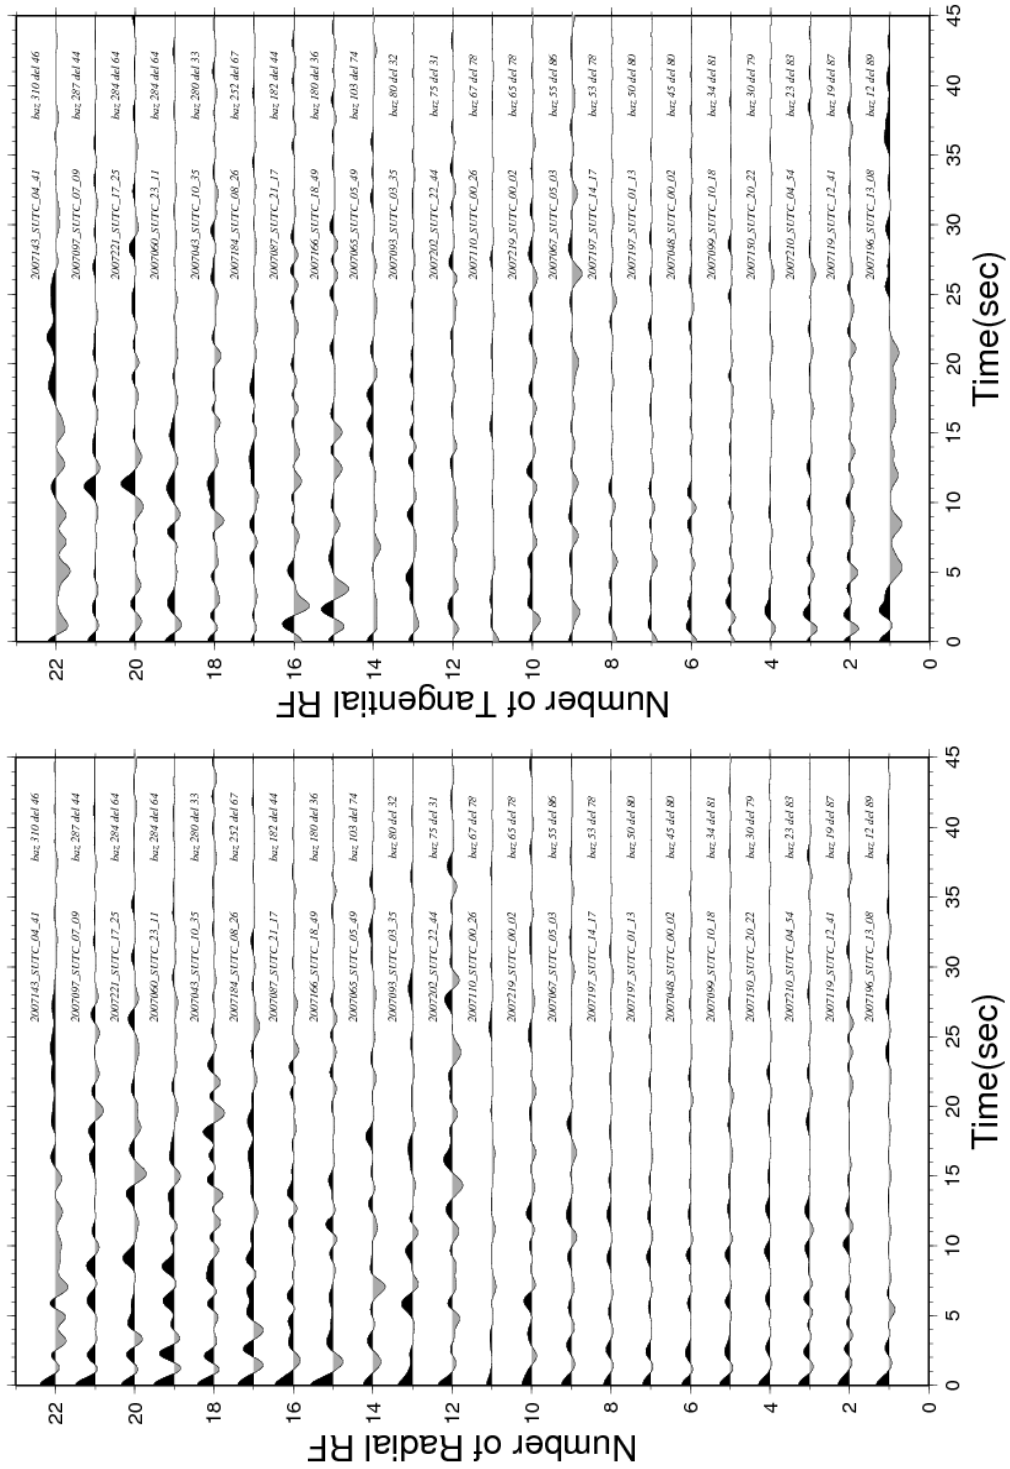 Number of Radial RF
22
20
18
16
14
12
10
8
6
4
2
0
2007143_SUTC_04_41 baz 310 del 46
2007097_SUTC_07_09 baz 287 del 44
2007221_SUTC_17_25 baz 284 del 64
2007060_SUTC_23_11 baz 284 del 64
2007043_SUTC_10_35 baz 280 del 33
2007184_SUTC_08_26 baz 252 del 67
2007087_SUTC_21_17 baz 182 del 44
2007166_SUTC_18_49 baz 180 del 36
2007065_SUTC_05_49 baz 103 del 74
2007093_SUTC_03_35 baz 80 del 32
2007202_SUTC_22_44 baz 75 del 31
2007110_SUTC_00_26 baz 67 del 78
2007219_SUTC_00_02 baz 65 del 78
2007067_SUTC_05_03 baz 55 del 86
2007197_SUTC_14_17 baz 53 del 78
2007197_SUTC_01_13 baz 50 del 80
2007048_SUTC_00_02 baz 45 del 80
2007099_SUTC_10_18 baz 34 del 81
2007150_SUTC_20_22 baz 30 del 79
2007210_SUTC_04_54 baz 23 del 83
2007119_SUTC_12_41 baz 19 del 87
2007196_SUTC_13_08 baz 12 del 89
0 5 10 15 20 25 30 35 40 45
Time(sec)
Number of Tangential RF
22
20
18
16
14
12
10
8
6
4
2
0
2007143_SUTC_04_41 baz 310 del 46
2007097_SUTC_07_09 baz 287 del 44
2007221_SUTC_17_25 baz 284 del 64
2007060_SUTC_23_11 baz 284 del 64
2007043_SUTC_10_35 baz 280 del 33
2007184_SUTC_08_26 baz 252 del 67
2007087_SUTC_21_17 baz 182 del 44
2007166_SUTC_18_49 baz 180 del 36
2007065_SUTC_05_49 baz 103 del 74
2007093_SUTC_03_35 baz 80 del 32
2007202_SUTC_22_44 baz 75 del 31
2007110_SUTC_00_26 baz 67 del 78
2007219_SUTC_00_02 baz 65 del 78
2007067_SUTC_05_03 baz 55 del 86
2007197_SUTC_14_17 baz 53 del 78
2007197_SUTC_01_13 baz 50 del 80
2007048_SUTC_00_02 baz 45 del 80
2007099_SUTC_10_18 baz 34 del 81
2007150_SUTC_20_22 baz 30 del 79
2007210_SUTC_04_54 baz 23 del 83
2007119_SUTC_12_41 baz 19 del 87
2007196_SUTC_13_08 baz 12 del 89
0 5 10 15 20 25 30 35 40 45
Time(sec)